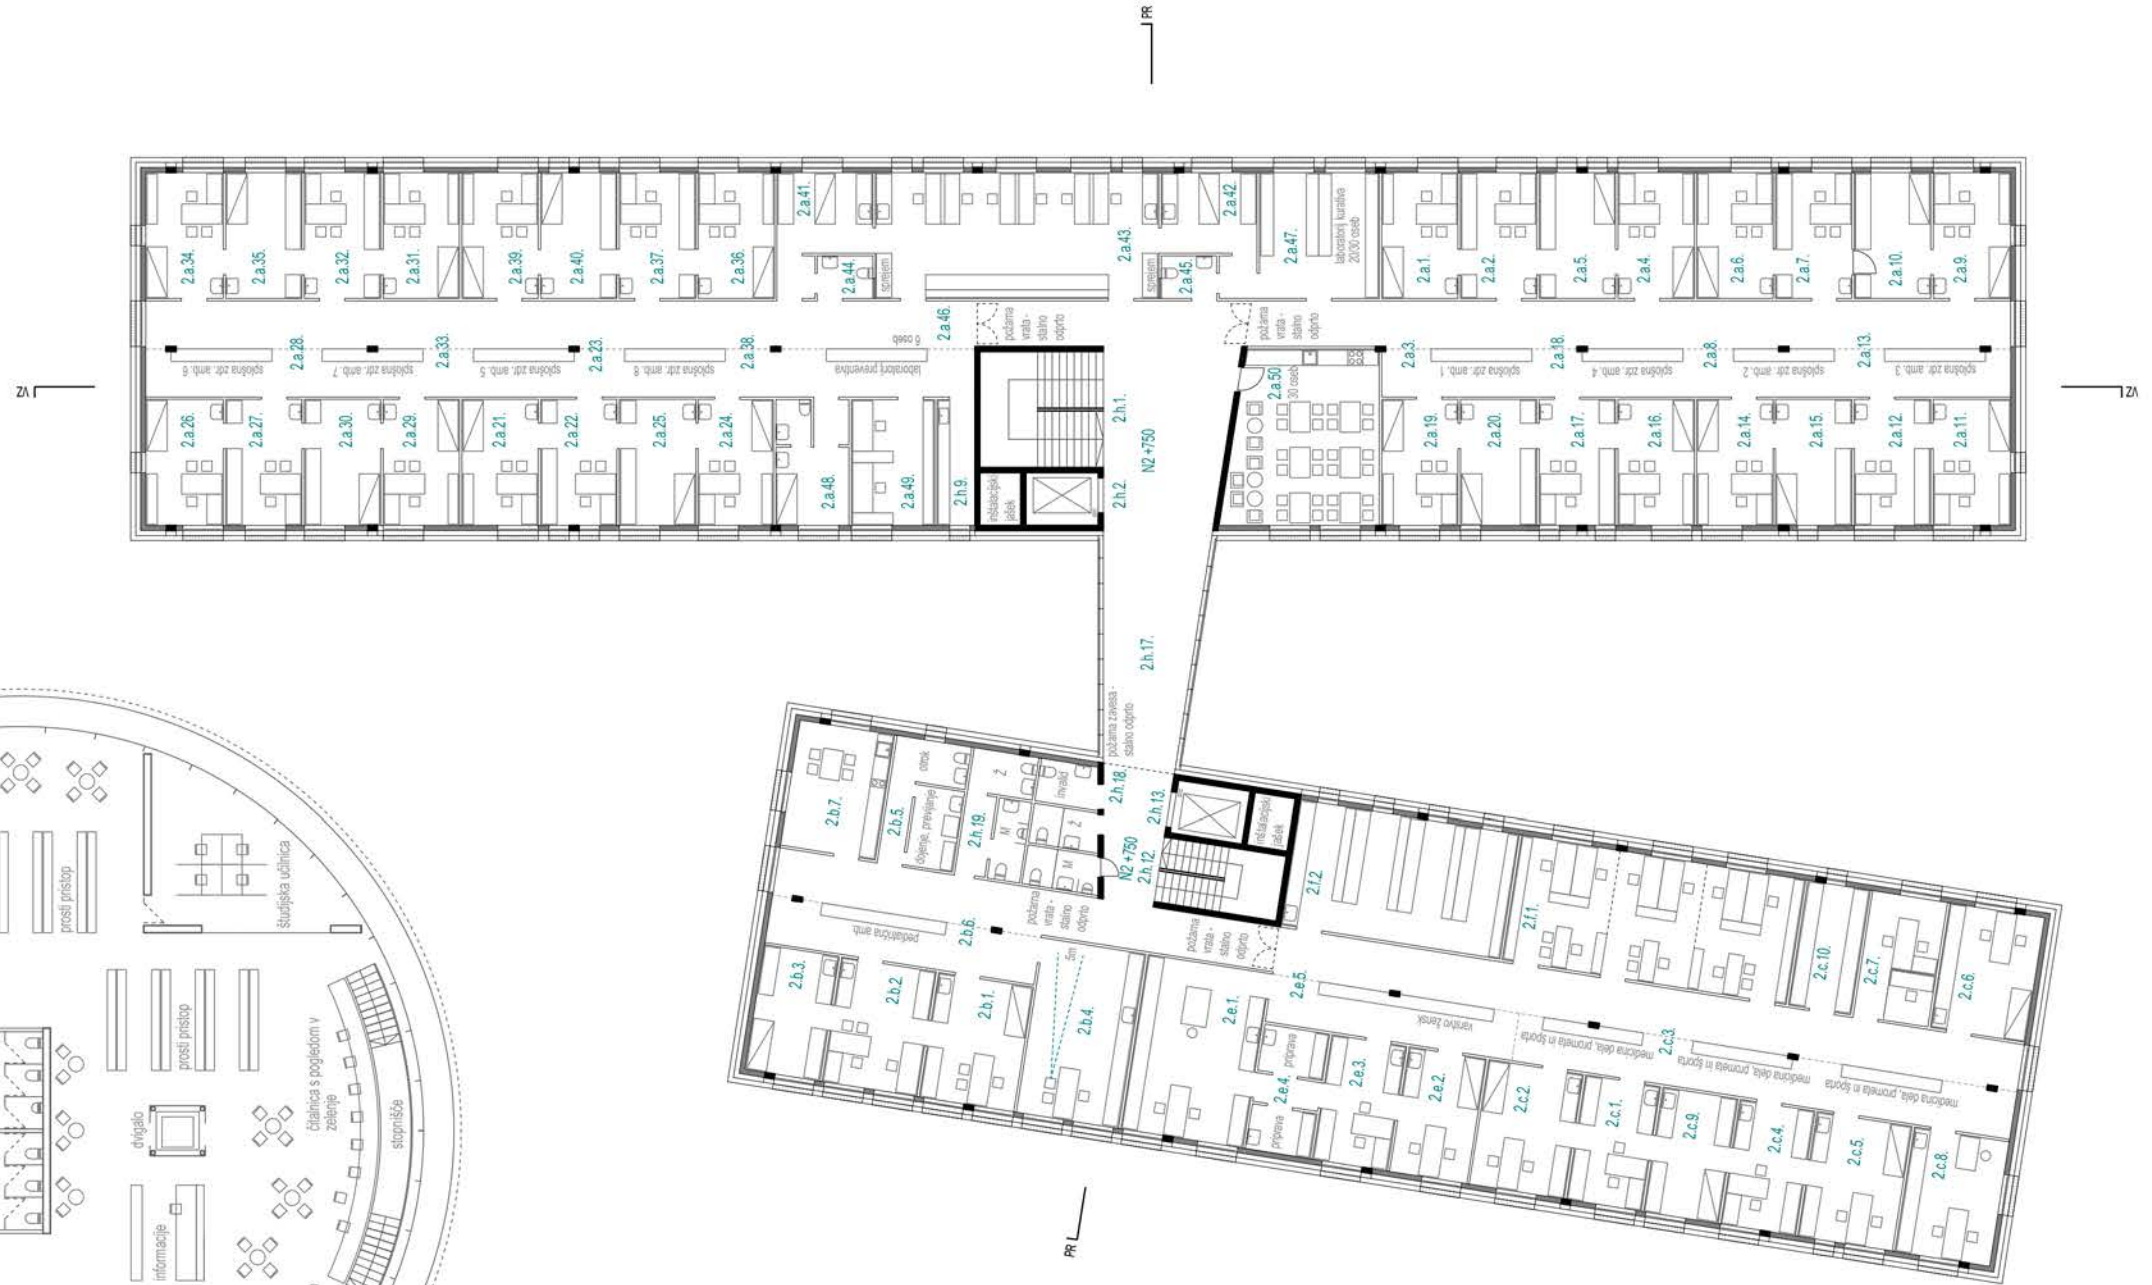 PR
2.a.34.
2.a.35.
2.a.32.
2.a.31.
2.a.39.
2.a.40.
2.a.37.
2.a.36.
2.a.41.
2.a.44.
sprejem
2.a.43.
sprejem
2.a.45.
2.a.42.
2.a.47.
laboratorij kurativa
20/30 oseb
2.a.1.
2.a.2.
2.a.5.
2.a.4.
2.a.6.
2.a.7.
2.a.10.
2.a.9.
2.a.28.
2.a.33.
2.a.23.
2.a.38.
6 oseb
2.a.46.
požarna
vrata -
stalno
odprto
požarna
vrata -
stalno
odprto
2.a.3.
2.a.18.
2.a.8.
2.a.13.
splošna zdr. amb. 6
splošna zdr. amb. 7
splošna zdr. amb. 5
splošna zdr. amb. 8
laboratorij preventiva
splošna zdr. amb. 1
splošna zdr. amb. 4
splošna zdr. amb. 2
splošna zdr. amb. 3
VZ
VZ
2.a.50.
30 oseb
2.h.1.
N2 +750
2.h.2.
2.a.26.
2.a.27.
2.a.30.
2.a.29.
2.a.21.
2.a.22.
2.a.25.
2.a.24.
2.a.48.
2.a.49.
2.h.9.
inštalacijski
jašek
2.a.19.
2.a.20.
2.a.17.
2.a.16.
2.a.14.
2.a.15.
2.a.12.
2.a.11.
2.h.17.
požarna zavesa -
stalno odprto
2.b.7.
2.b.5.
otrok
dojenje, previjanje
2.h.19.
Ž
M
invalid
Ž
M
2.h.18.
2.h.13.
N2 +750
2.h.12.
inštalacijski
jašek
2.f.2.
2.f.1.
2.c.10.
2.c.7.
2.c.6.
pediatrična amb.
2.b.6.
požarna
vrata -
stalno
odprto
požarna
vrata -
stalno
odprto
5m
2.b.3.
2.b.2.
2.b.1.
2.b.4.
2.e.1.
2.e.5.
varstvo žensk
medicina dela, prometa in športa
2.c.3.
medicina dela, prometa in športa
medicina dela, prometa in športa
priprava
2.e.4.
priprava
2.e.3.
2.e.2.
2.c.2.
2.c.1.
2.c.9.
2.c.4.
2.c.5.
2.c.8.
PR
prosti pristop
študijska učilnica
prosti pristop
čitalnica s pogledom v
zelenje
stopnišče
dvigalo
informacije